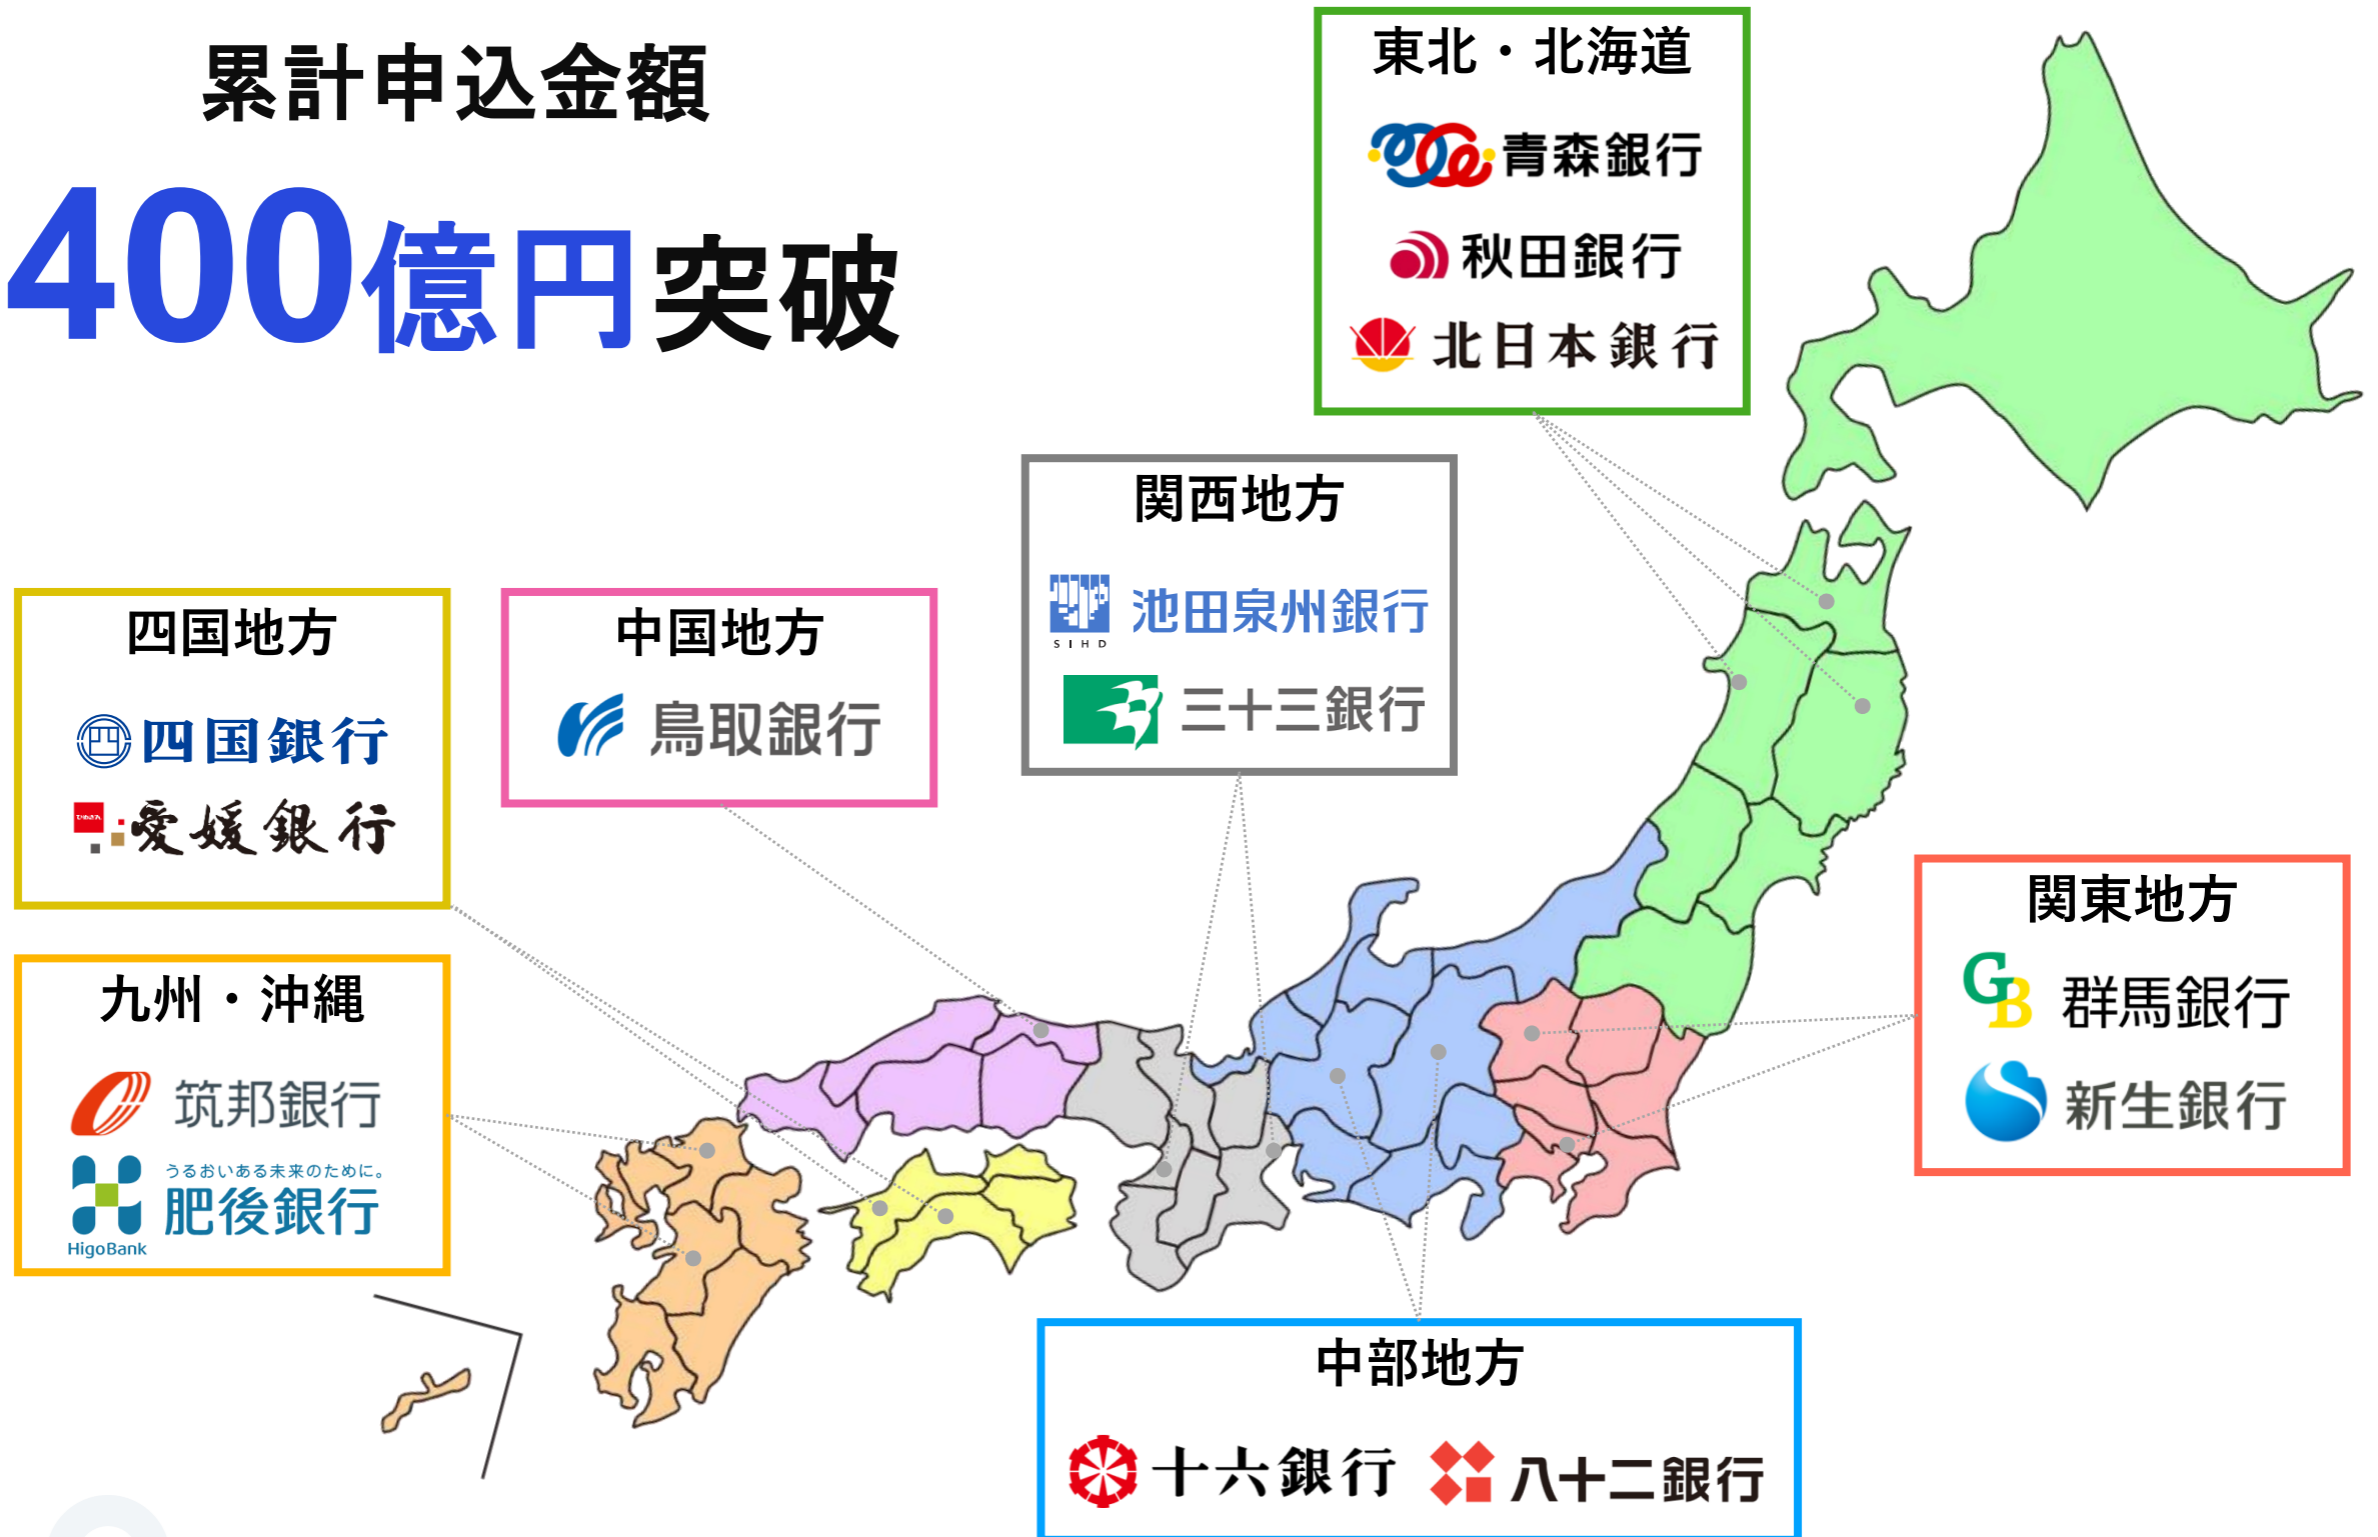 累計申込金額
400億円突破
東北・北海道
青森銀行
秋田銀行
北日本銀行
関西地方
池田泉州銀行
SIHD
三十三銀行
四国地方
四国銀行
ひめぎん
愛媛銀行
中国地方
鳥取銀行
関東地方
GB 群馬銀行
新生銀行
九州・沖縄
筑邦銀行
うるおいある未来のために。
肥後銀行
HigoBank
中部地方
十六銀行 八十二銀行